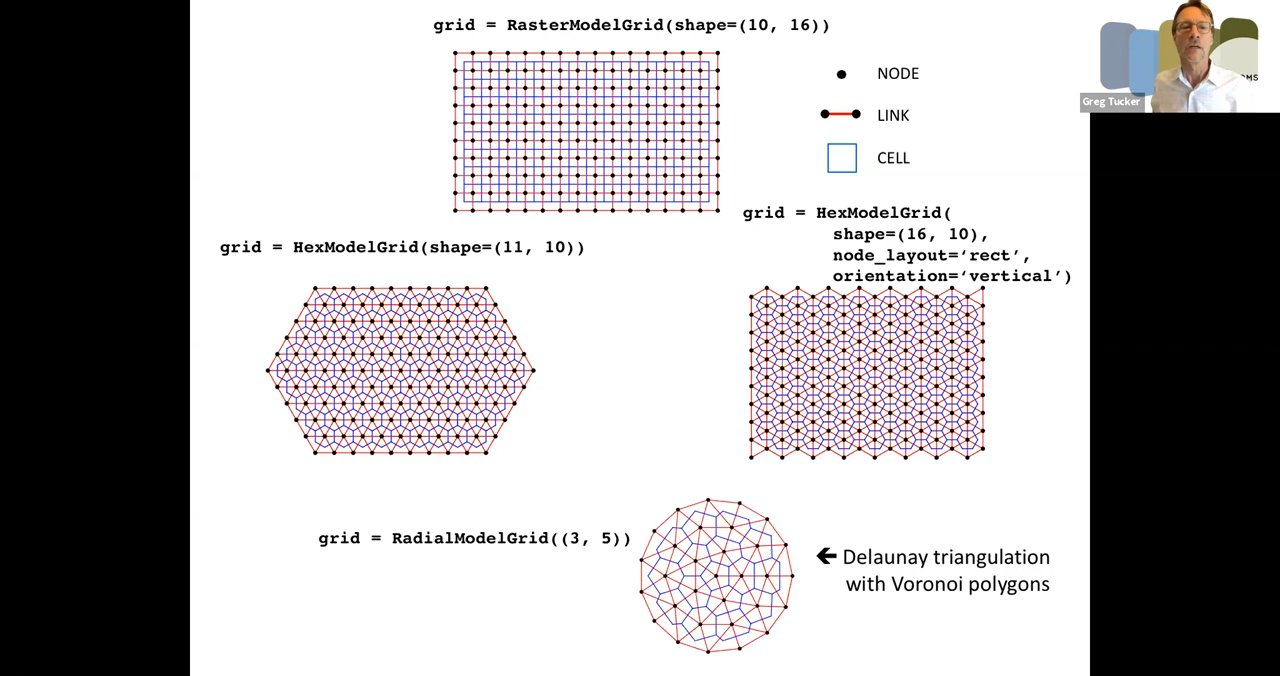 grid = RasterModelGrid(shape=(10, 16))
NODE
LINK
CELL
Greg Tucker
grid = HexModelGrid(shape=(11, 10))
grid = HexModelGrid(
shape=(16, 10),
node_layout=‘rect’,
orientation=‘vertical’)
grid = RadialModelGrid((3, 5))
🡸 Delaunay triangulation
with Voronoi polygons